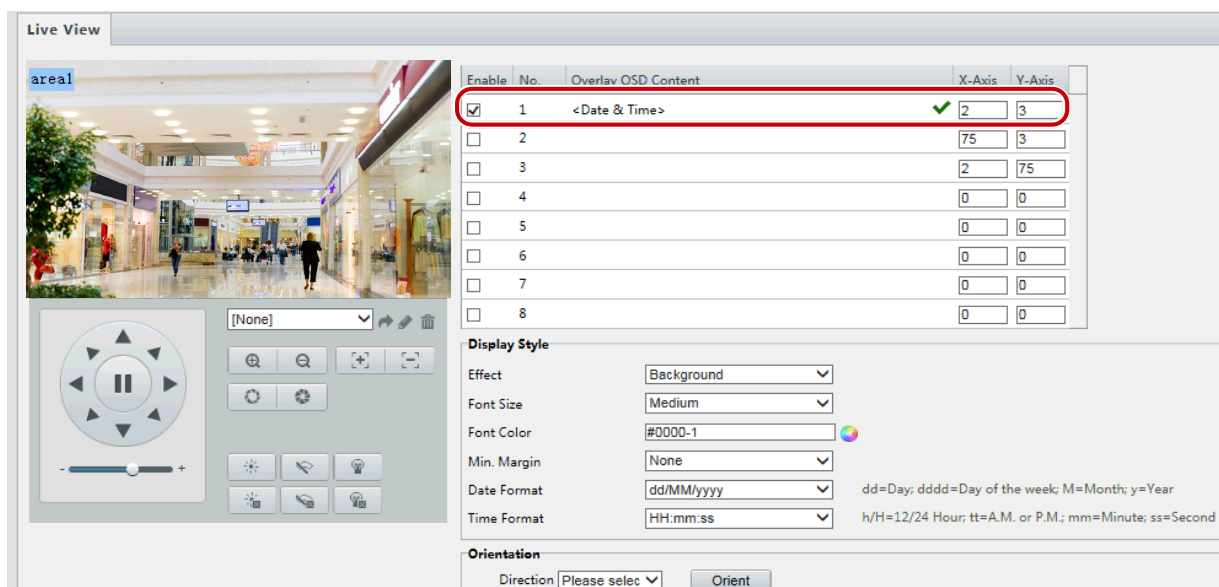 Live View
area1
Enable No. Overlay OSD Content X-Axis Y-Axis
1 <Date & Time> 2 3
2 75 3
3 2 75
4 0 0
5 0 0
6 0 0
7 0 0
8 0 0
[None]
- +
Display Style
Effect Background
Font Size Medium
Font Color #0000-1
Min. Margin None
Date Format dd/MM/yyyy dd=Day; dddd=Day of the week; M=Month; y=Year
Time Format HH:mm:ss h/H=12/24 Hour; tt=A.M. or P.M.; mm=Minute; ss=Second
Orientation
Direction Please selec Orient